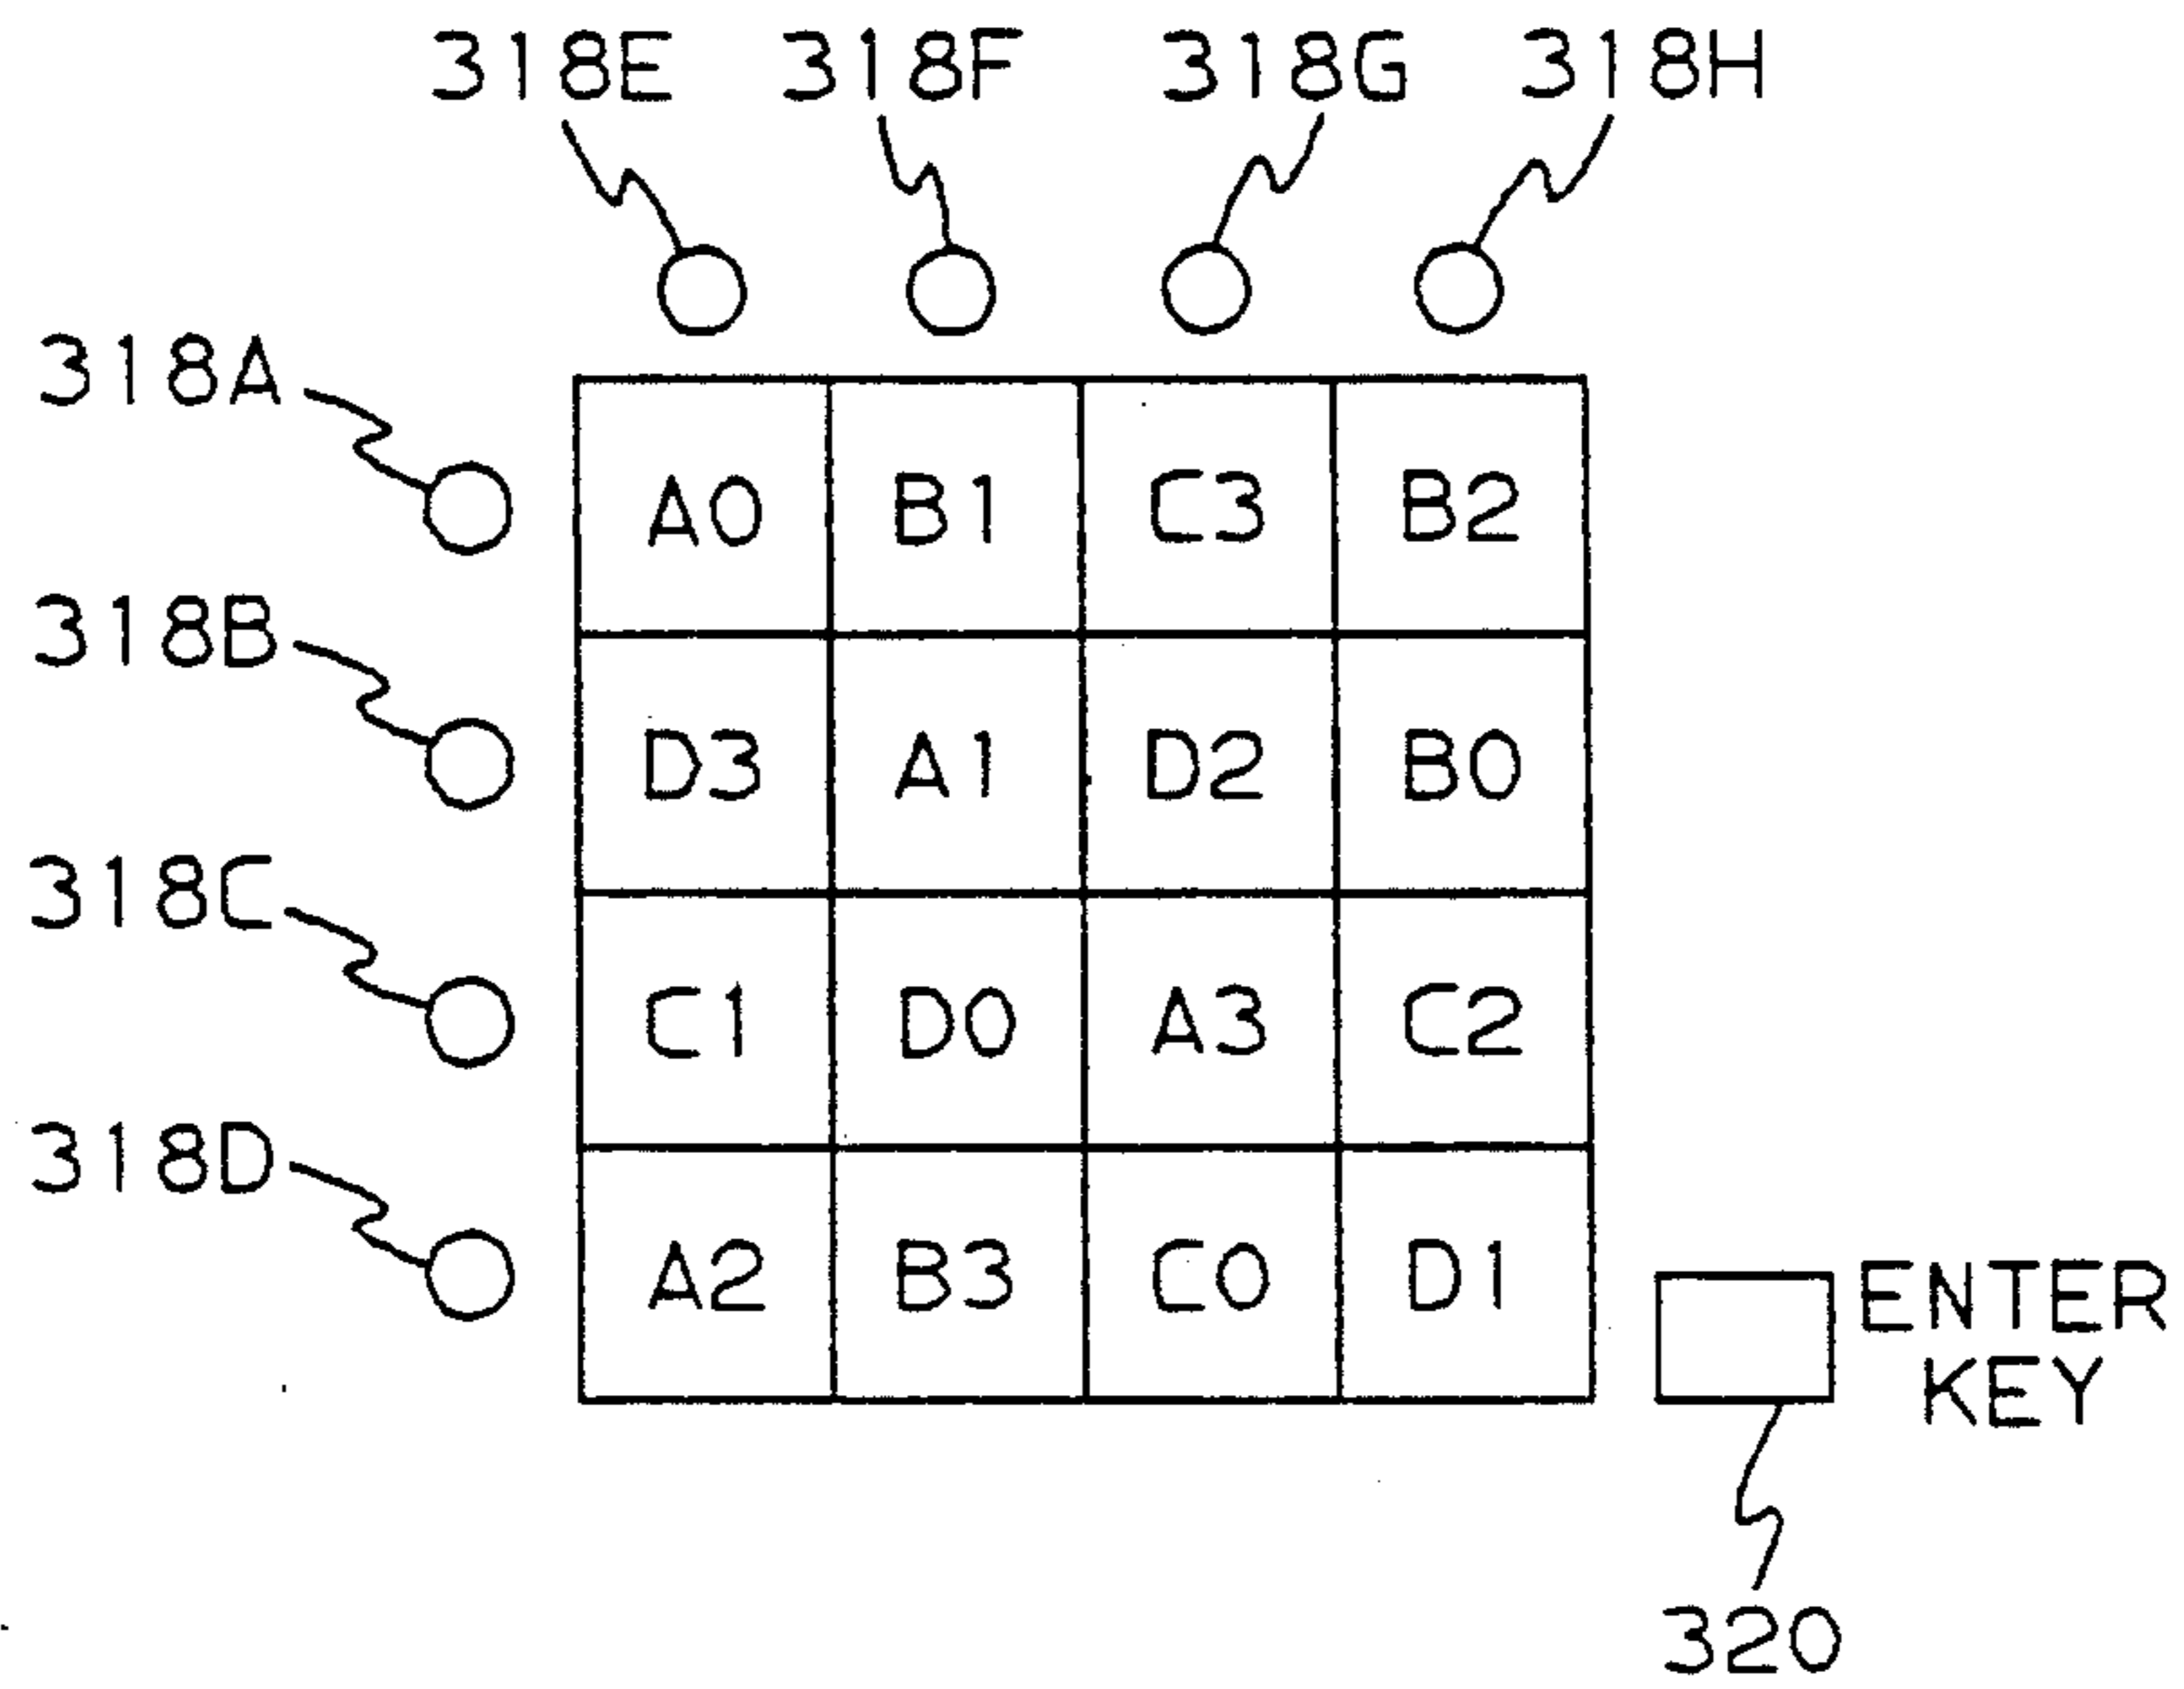 318E 318F 318G 318H
318A
A0 B1 C3 B2
318B
D3 A1 D2 B0
318C
C1 D0 A3 C2
318D
A2 B3 C0 D1
ENTER
KEY
320